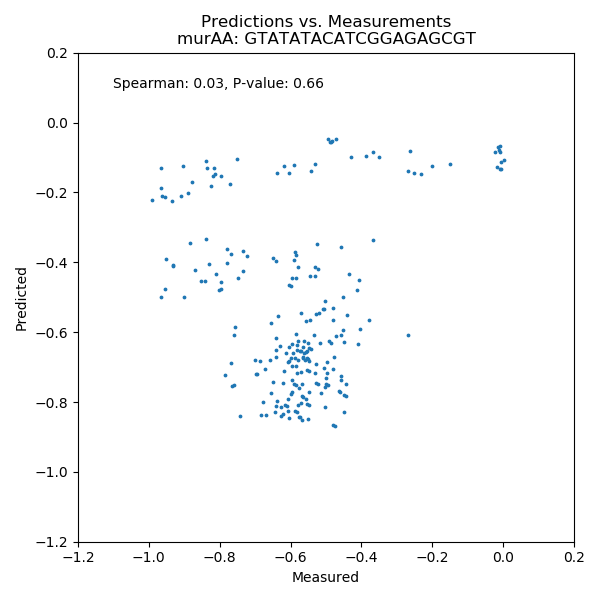 Predictions vs. Measurements
murAA: GTATATACATCGGAGAGCGT
Spearman: 0.03, P-value: 0.66
0.2
0.0
−0.2
−0.4
−0.6
−0.8
−1.0
−1.2
Predicted
−1.2 −1.0 −0.8 −0.6 −0.4 −0.2 0.0 0.2
Measured